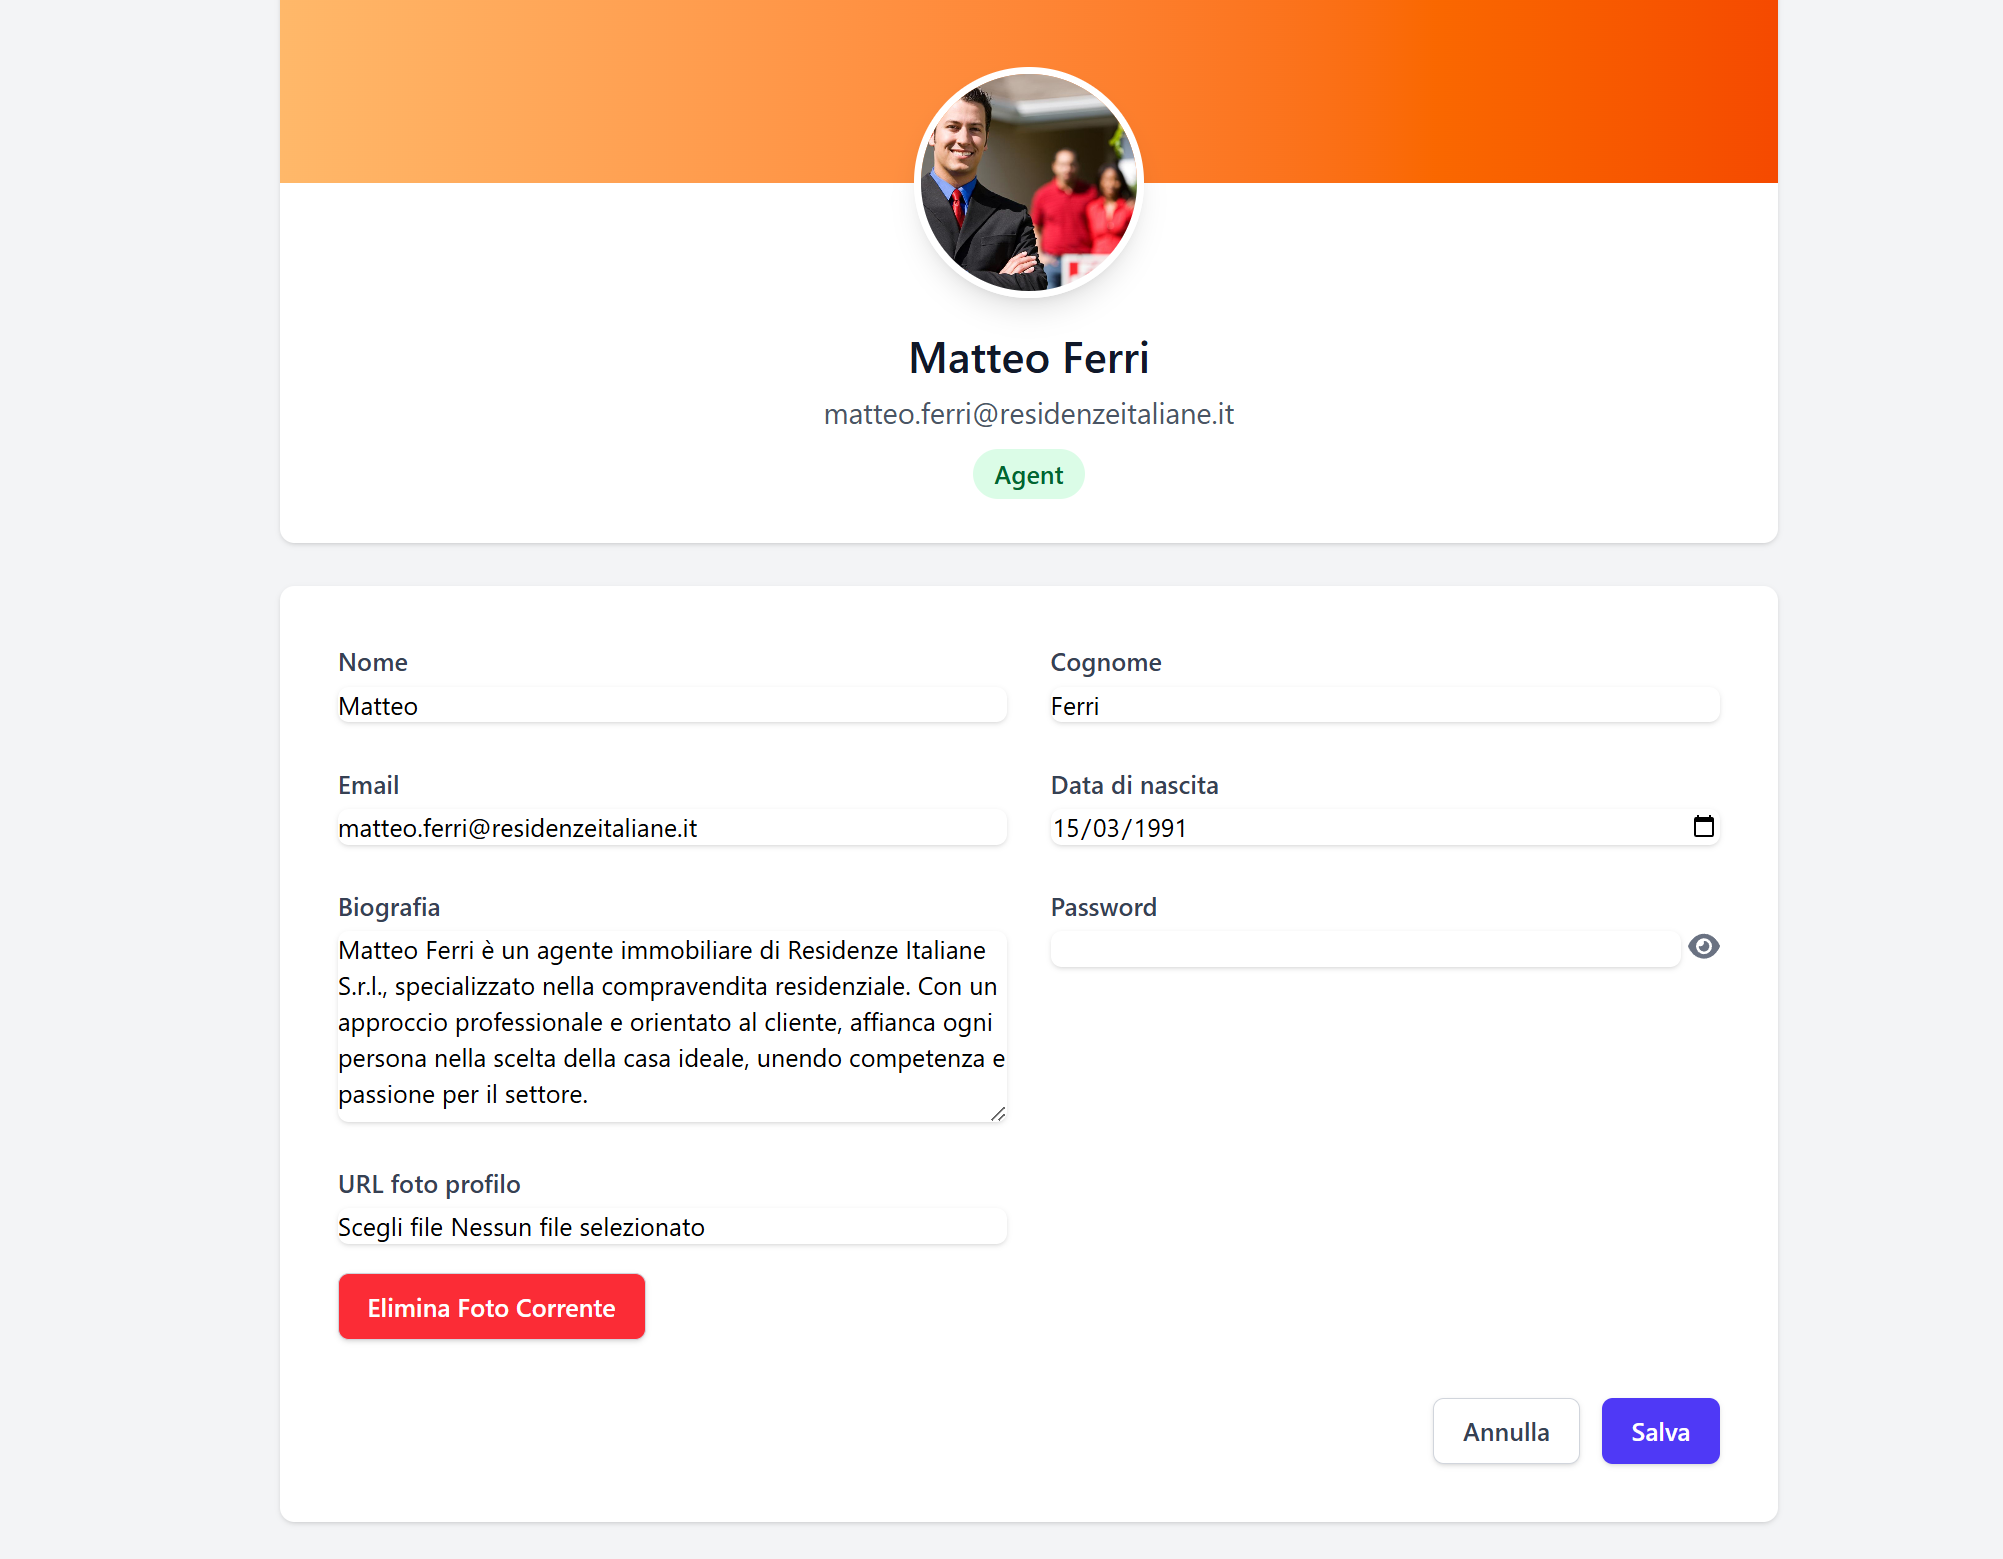 Matteo Ferri
matteo.ferri@residenzeitaliane.it
Agent
Nome
Matteo
Cognome
Ferri
Email
matteo.ferri@residenzeitaliane.it
Data di nascita
15/03/1991
Biografia
Matteo Ferri è un agente immobiliare di Residenze Italiane
S.r.l., specializzato nella compravendita residenziale. Con un
approccio professionale e orientato al cliente, affianca ogni
persona nella scelta della casa ideale, unendo competenza e
passione per il settore.
Password
URL foto profilo
Scegli file Nessun file selezionato
Elimina Foto Corrente
Annulla
Salva